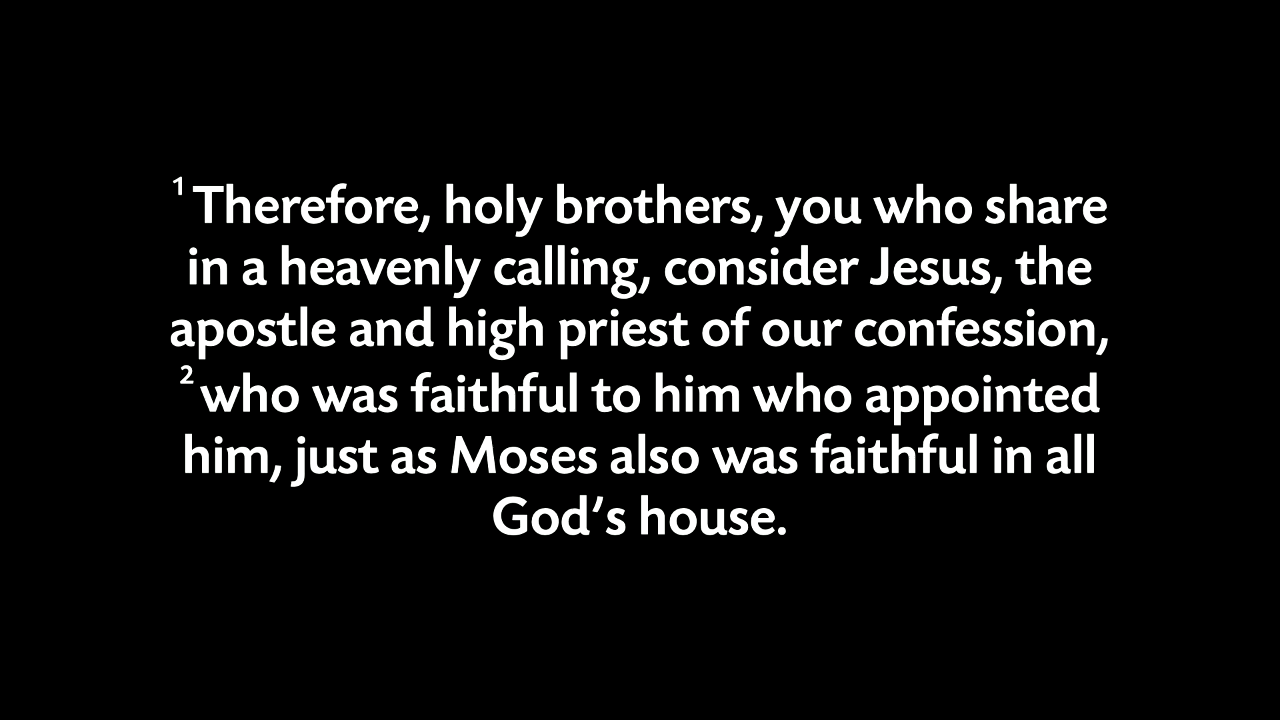 ¹ Therefore, holy brothers, you who share
in a heavenly calling, consider Jesus, the
apostle and high priest of our confession,
² who was faithful to him who appointed
him, just as Moses also was faithful in all
God’s house.